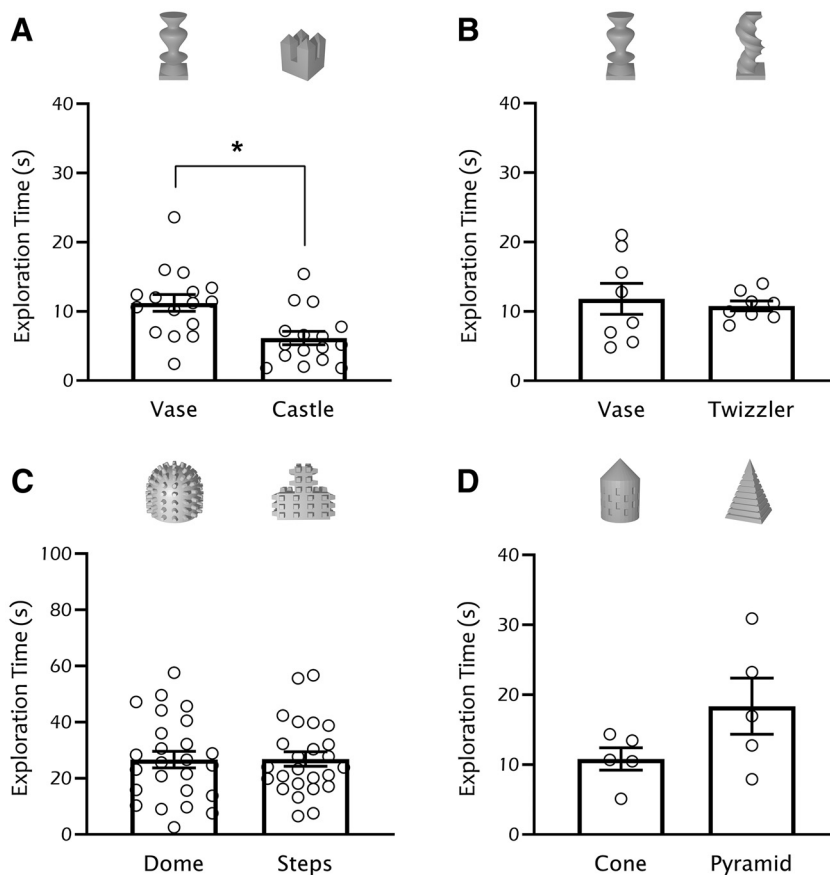 A
B
Exploration Time (s)
40
30
20
10
0
*
Vase
Castle
Exploration Time (s)
40
30
20
10
0
Vase
Twizzler
C
D
Exploration Time (s)
100
80
60
40
20
0
Dome
Steps
Exploration Time (s)
40
30
20
10
0
Cone
Pyramid